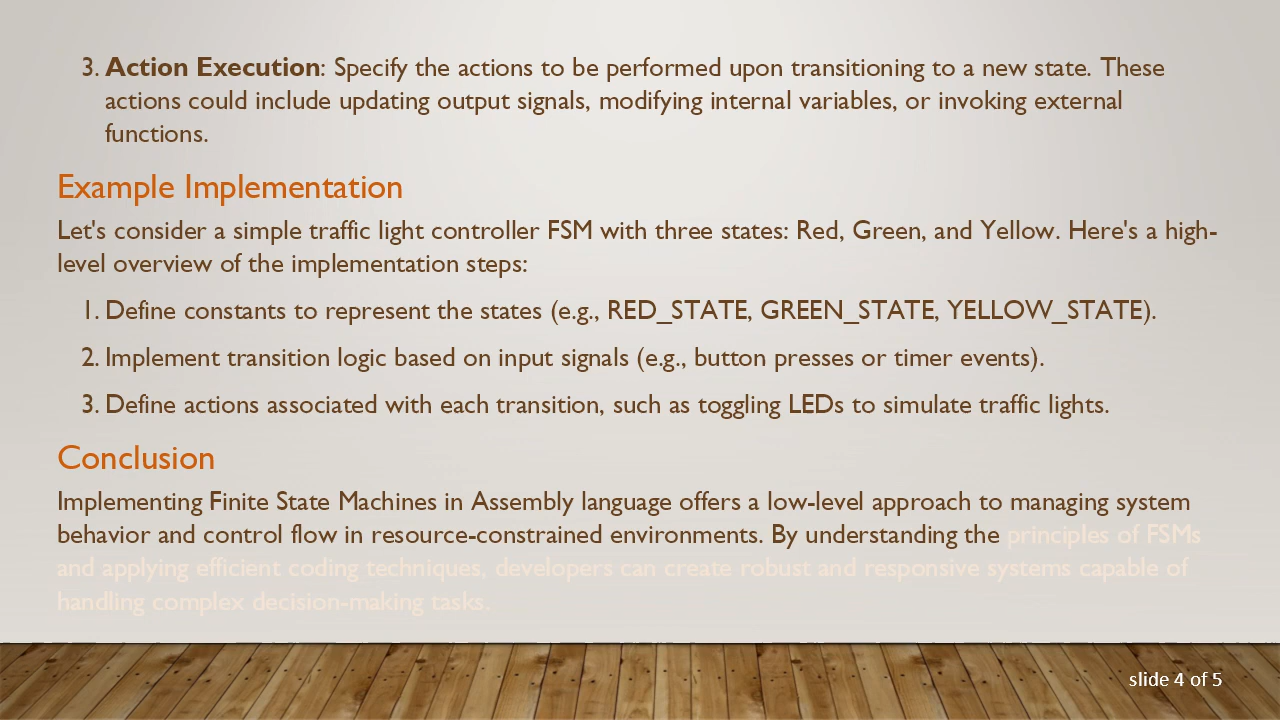 3. Action Execution: Specify the actions to be performed upon transitioning to a new state. These
actions could include updating output signals, modifying internal variables, or invoking external
functions.
Example Implementation
Let's consider a simple traffic light controller FSM with three states: Red, Green, and Yellow. Here's a high-
level overview of the implementation steps:
1. Define constants to represent the states (e.g., RED_STATE, GREEN_STATE, YELLOW_STATE).
2. Implement transition logic based on input signals (e.g., button presses or timer events).
3. Define actions associated with each transition, such as toggling LEDs to simulate traffic lights.
Conclusion
Implementing Finite State Machines in Assembly language offers a low-level approach to managing system
behavior and control flow in resource-constrained environments. By understanding the principles of FSMs
and applying efficient coding techniques, developers can create robust and responsive systems capable of
handling complex decision-making tasks.
slide 4 of 5